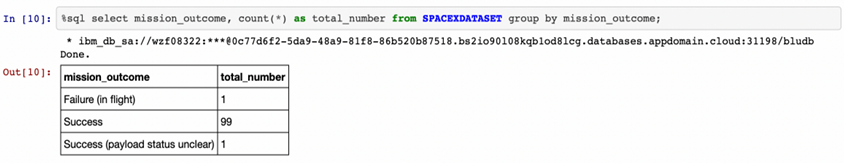 In [10]: %sql select mission_outcome, count(*) as total_number from SPACEXDATASET group by mission_outcome;
* ibm_db_sa://wzf08322:***@0c77d6f2-5da9-48a9-81f8-86b520b87518.bs2io90l08kqb1od8lcg.databases.appdomain.cloud:31198/bludb
Done.
Out[10]: mission_outcome total_number
Failure (in flight) 1
Success 99
Success (payload status unclear) 1